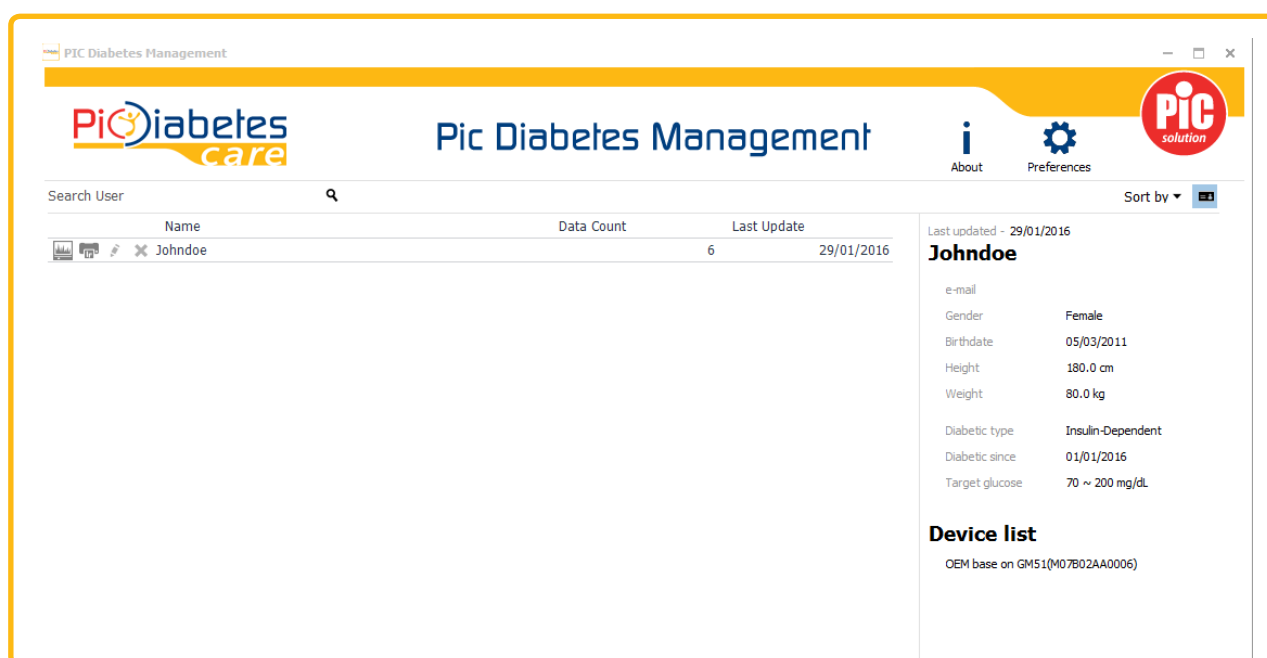 PIC Diabetes Management
PiCDiabetes
care
Pic Diabetes Management
About
Preferences
PiC
solution
Search User
Sort by
Name Data Count Last Update
Johndoe 6 29/01/2016
Last updated - 29/01/2016
Johndoe
e-mail
Gender Female
Birthdate 05/03/2011
Height 180.0 cm
Weight 80.0 kg
Diabetic type Insulin-Dependent
Diabetic since 01/01/2016
Target glucose 70 ~ 200 mg/dL
Device list
OEM base on GM51(M07B02AA0006)